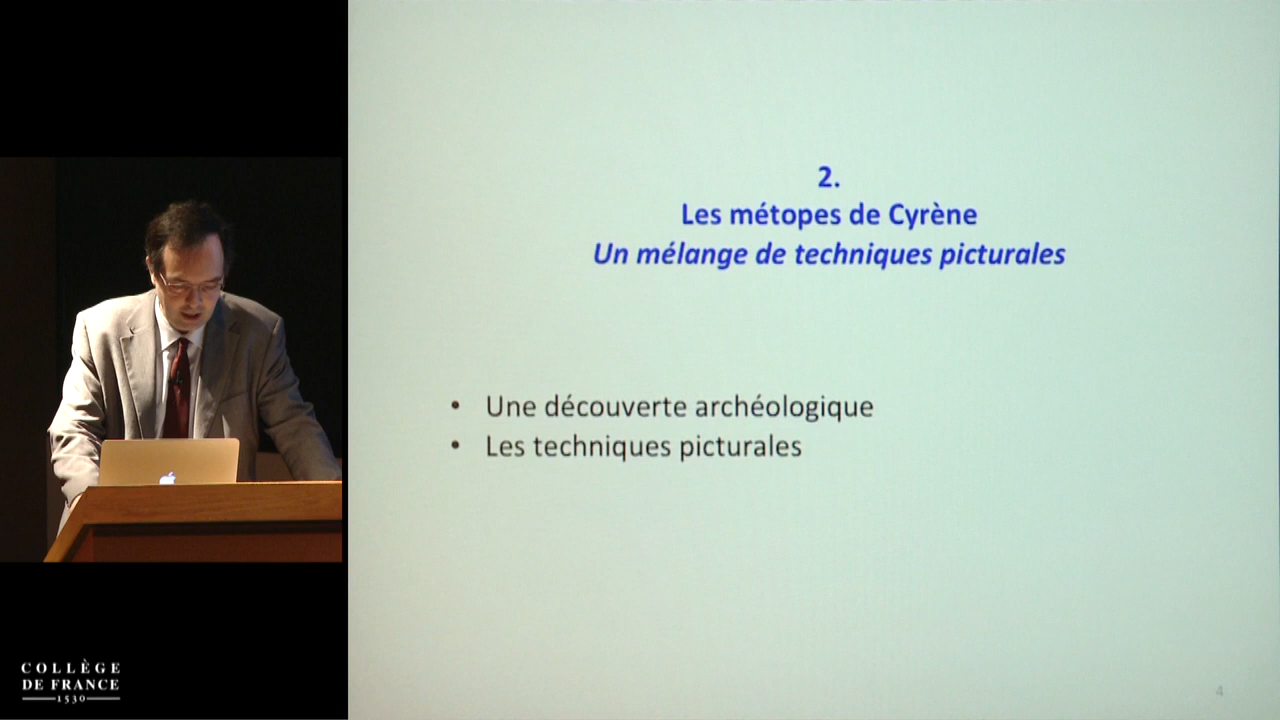 2.
Les métopes de Cyrène
Un mélange de techniques picturales
• Une découverte archéologique
• Les techniques picturales
4
COLLÈGE
DE FRANCE
1530